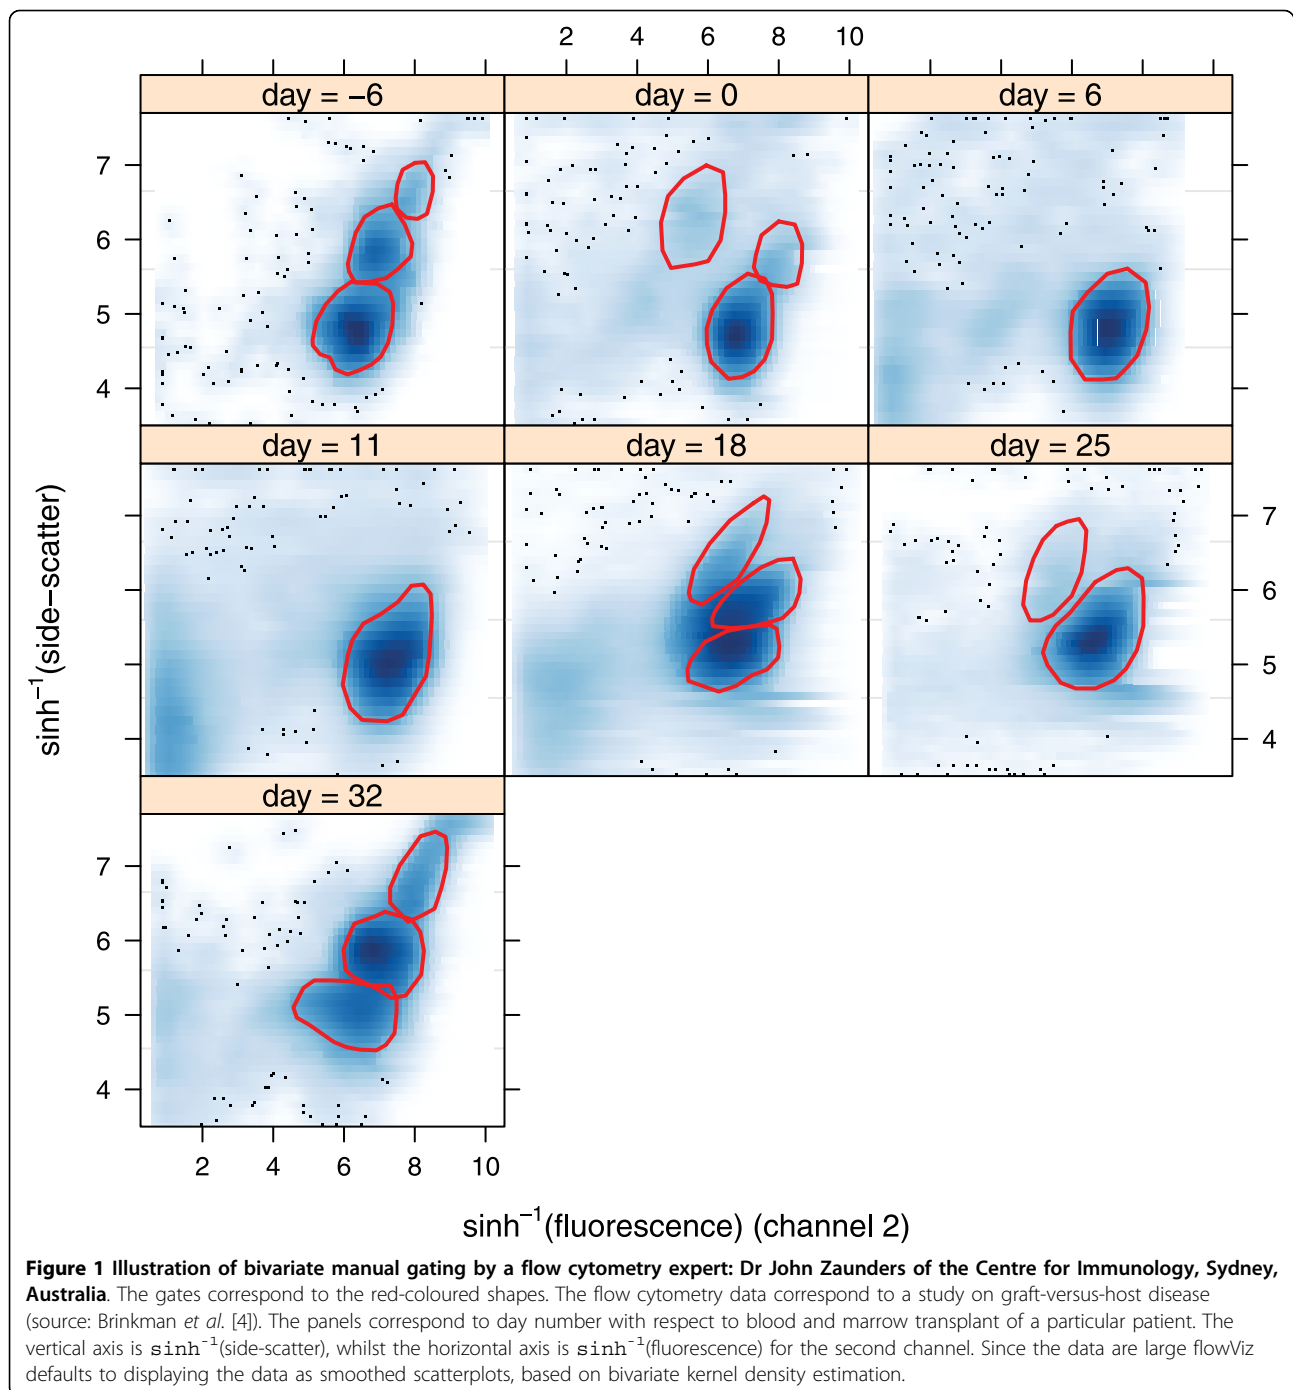 2 4 6 8 10
day = −6 day = 0 day = 6
7
6
5
4
day = 11 day = 18 day = 25
7
6
5
4
sinh⁻¹(side−scatter)
day = 32
7
6
5
4
2 4 6 8 10
sinh⁻¹(fluorescence) (channel 2)
Figure 1 Illustration of bivariate manual gating by a flow cytometry expert: Dr John Zaunders of the Centre for Immunology, Sydney,
Australia. The gates correspond to the red-coloured shapes. The flow cytometry data correspond to a study on graft-versus-host disease
(source: Brinkman et al. [4]). The panels correspond to day number with respect to blood and marrow transplant of a particular patient. The
vertical axis is sinh⁻¹(side-scatter), whilst the horizontal axis is sinh⁻¹(fluorescence) for the second channel. Since the data are large flowViz
defaults to displaying the data as smoothed scatterplots, based on bivariate kernel density estimation.